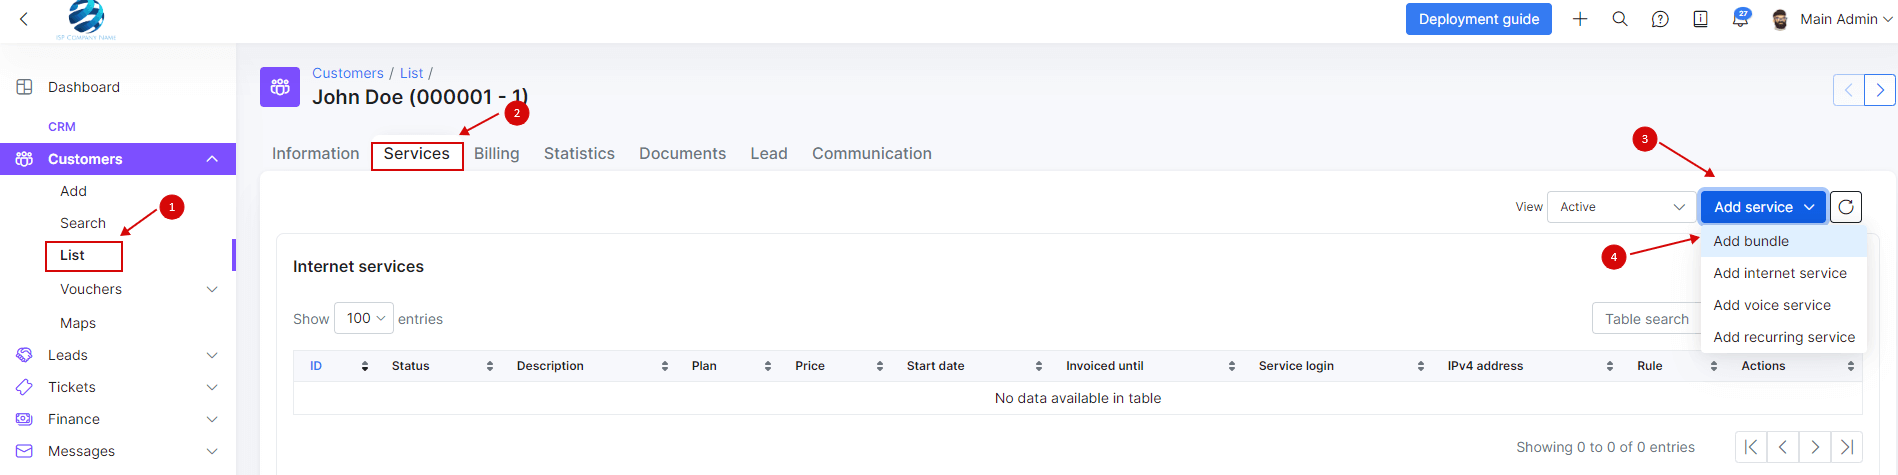 ISP COMPANY NAME
Deployment guide
27
Main Admin
Dashboard
CRM
Customers
Add
Search
List
Vouchers
Maps
Leads
Tickets
Finance
Messages
1
Customers / List /
John Doe (000001 - 1)
2
Information Services Billing Statistics Documents Lead Communication
3
View Active Add service
4
Add bundle
Add internet service
Add voice service
Add recurring service
Internet services
Show 100 entries
Table search
ID Status Description Plan Price Start date Invoiced until Service login IPv4 address Rule Actions
No data available in table
Showing 0 to 0 of 0 entries